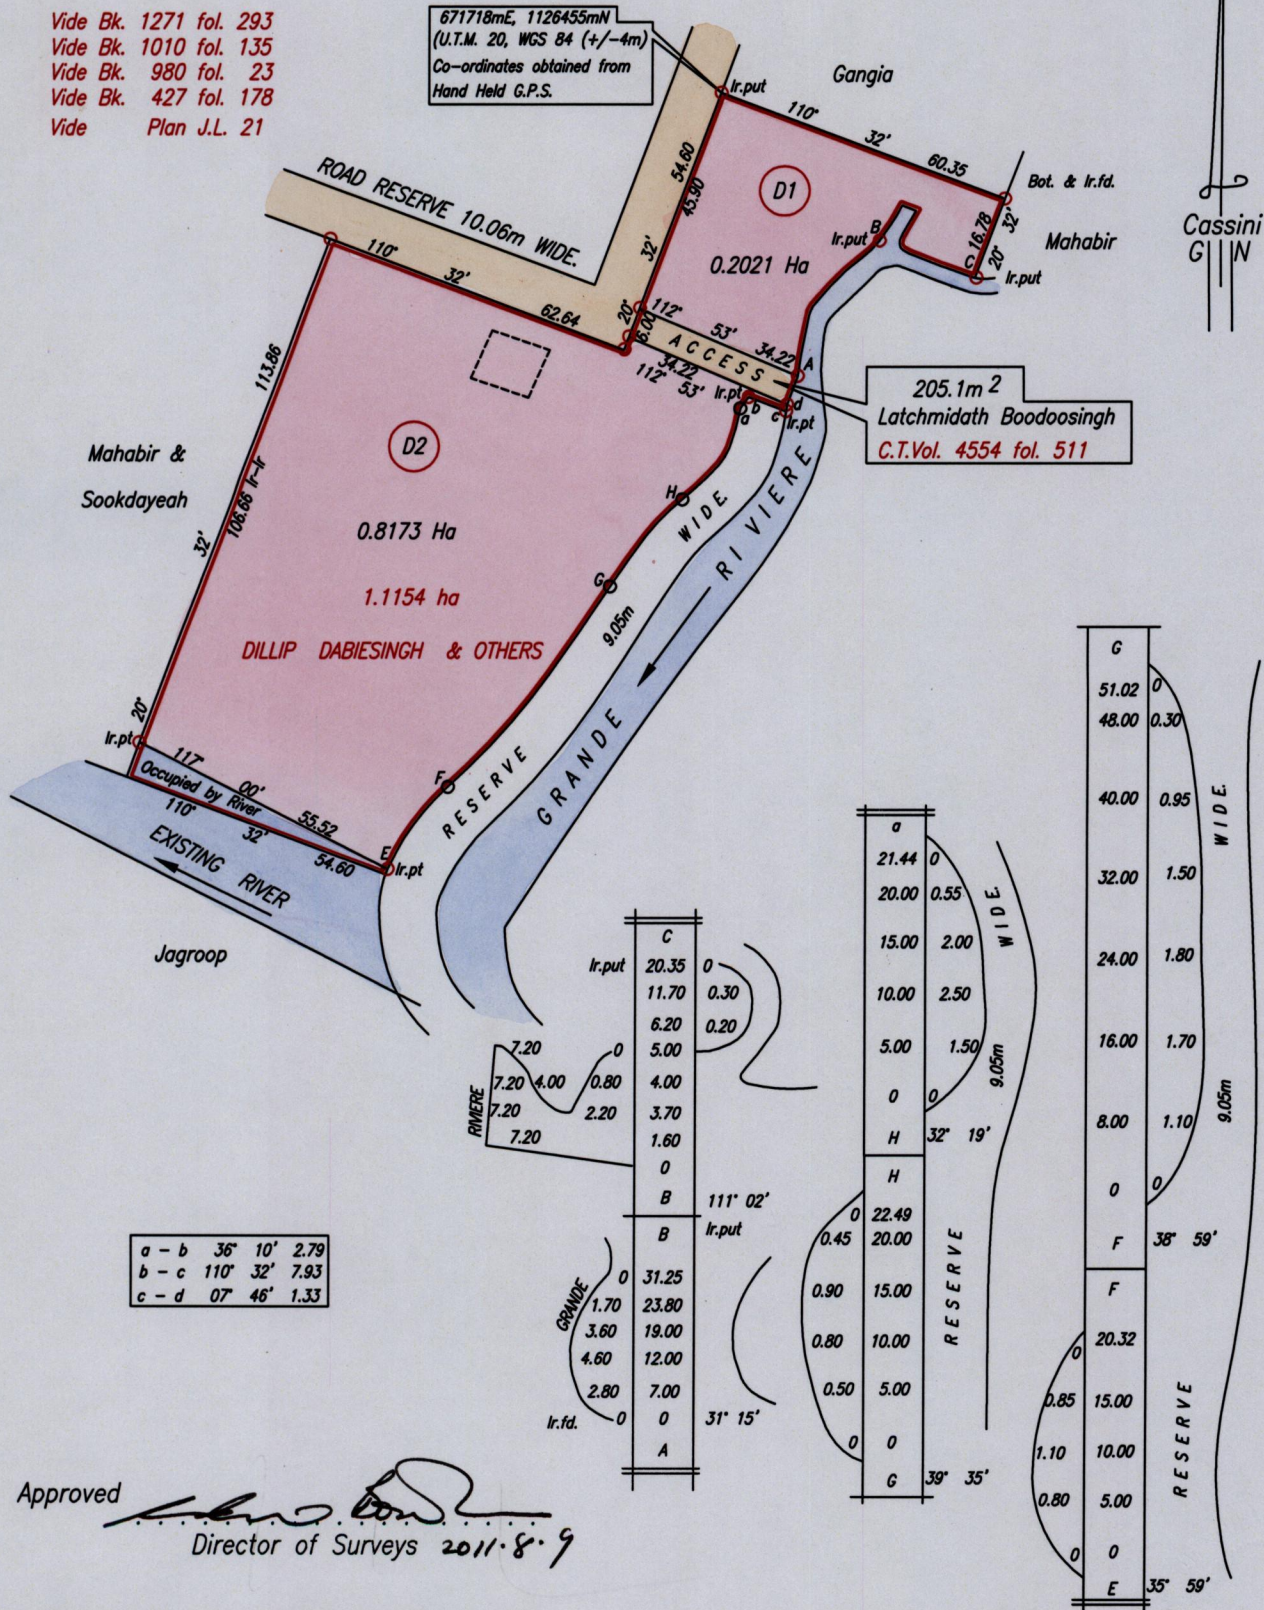 Vide Bk. 1271 fol. 293
Vide Bk. 1010 fol. 135
Vide Bk. 980 fol. 23
Vide Bk. 427 fol. 178
Vide Plan J.L. 21
671718mE, 1126455mN
(U.T.M. 20, WGS 84 (+/-4m)
Co-ordinates obtained from
Hand Held G.P.S.
Ir.put
Gangia
110° 32' 60.35
Bot. & Ir.fd.
Cassini
G N
Mahabir
ROAD RESERVE 10.06m WIDE.
54.60
45.90
32'
20°
D1
0.2021 Ha
B
Ir.put
16.78
20° 32'
C
Ir.put
110° 32' 62.64
6.00
112° 53' 34.22
ACCESS
34.22
112° 53'
A
Ir.pt
a
b
c
d
Ir.pt
205.1m 2
Latchmidath Boodoosingh
C.T.Vol. 4554 fol. 511
113.86
106.66 Ir-Ir
32'
20°
Mahabir &
Sookdayeah
D2
0.8173 Ha
1.1154 ha
DILLIP DABIESINGH & OTHERS
H
G
F
E
WIDE.
9.05m
RESERVE
GRANDE RIVIERE
Ir.pt
117° 00' 55.52
Occupied by River
110° 32' 54.60
Ir.pt
EXISTING RIVER
Jagroop
C
Ir.put 20.35 0
11.70 0.30
6.20 0.20
7.20 0 5.00
7.20 4.00 0.80 4.00
7.20 2.20 3.70
7.20 1.60
0
B 111° 02'
RIVIERE
B Ir.put
0 31.25
1.70 23.80
3.60 19.00
4.60 12.00
2.80 7.00
Ir.fd. 0 0 31° 15'
A
GRANDE
a
21.44 0
20.00 0.55
15.00 2.00
10.00 2.50
5.00 1.50
0 0
H 32° 19'
H
0 22.49
0.45 20.00
0.90 15.00
0.80 10.00
0.50 5.00
0 0
G 39° 35'
WIDE
9.05m
RESERVE
G
51.02 0
48.00 0.30
40.00 0.95
32.00 1.50
24.00 1.80
16.00 1.70
8.00 1.10
0 0
F 38° 59'
F
0 20.32
0.85 15.00
1.10 10.00
0.80 5.00
0 0
E 35° 59'
WIDE.
9.05m
RESERVE
a - b 36° 10' 2.79
b - c 110° 32' 7.93
c - d 07° 46' 1.33
Approved
Director of Surveys 2011.8.9